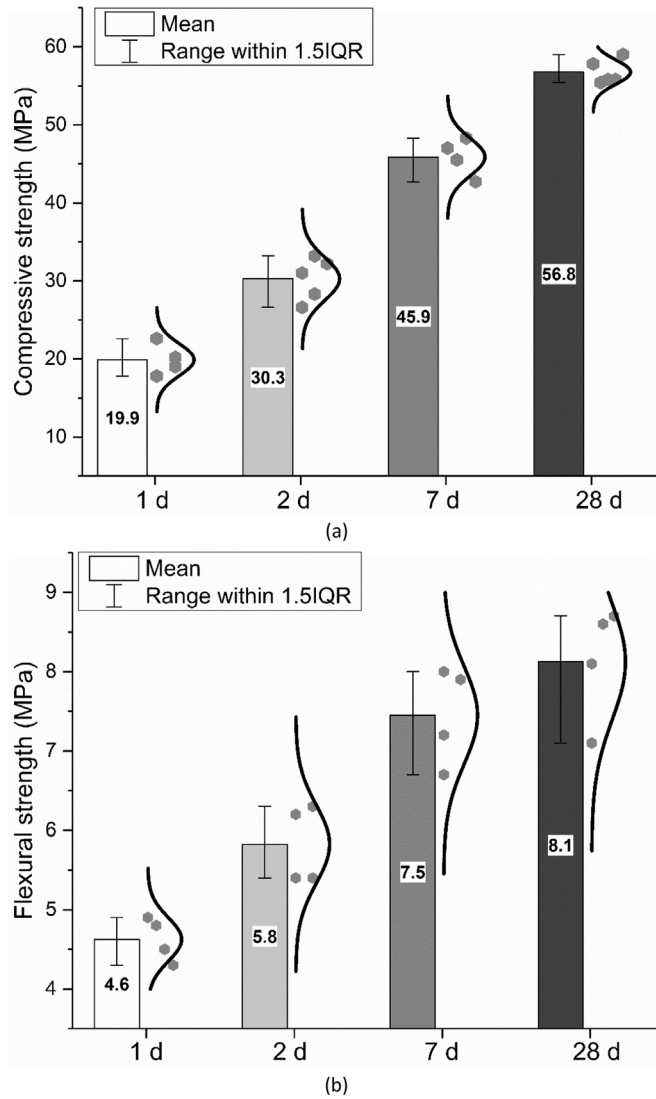 Mean
Range within 1.5IQR
Compressive strength (MPa)
60
50
40
30
20
10
19.9
30.3
45.9
56.8
1 d
2 d
7 d
28 d
(a)
Mean
Range within 1.5IQR
Flexural strength (MPa)
9
8
7
6
5
4
4.6
5.8
7.5
8.1
1 d
2 d
7 d
28 d
(b)